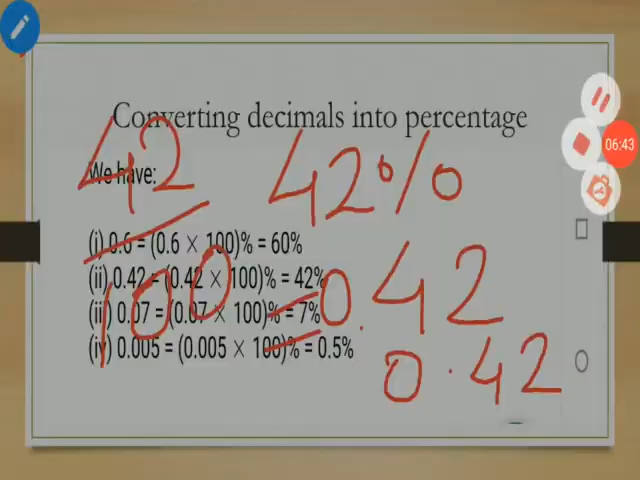 Converting decimals into percentage
We have:
42
42%
(i) 0.6 = (0.6 × 100)% = 60%
(ii) 0.42 = (0.42 × 100)% = 42%
(iii) 0.07 = (0.07 × 100)% = 7%
(iv) 0.005 = (0.005 × 100)% = 0.5%
100 = 0.42
0.42
06:43